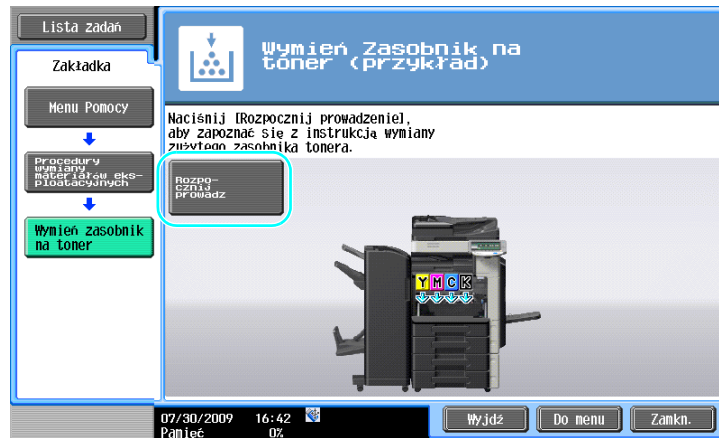 Lista zadań
Zakładka
Menu Pomocy
Procedury
wymiany
materiałów eks-
ploatacyjnych
Wymień zasobnik
na toner
Wymień Zasobnik na
toner (przykład)
Naciśnij [Rozpocznij prowadzenie],
aby zapoznać się z instrukcją wymiany
zużytego zasobnika tonera.
Rozpo-
cznij
prowadz
Y M C K
07/30/2009 16:42
Pamięć 0%
Wyjdź
Do menu
Zamkn.